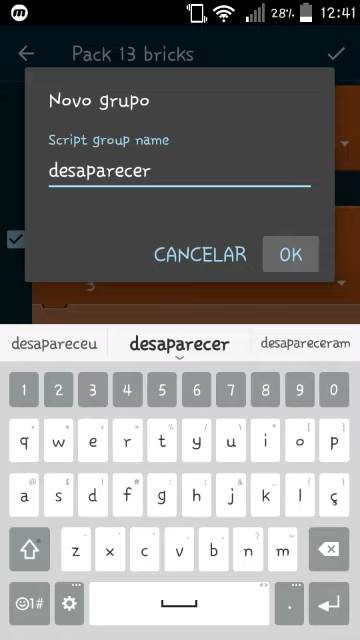 28% 12:41
Pack 13 bricks
Novo grupo
Script group name
desaparecer
CANCELAR OK
3
desapareceu desaparecer desapareceram
1 2 3 4 5 6 7 8 9 0
q w e r t y u i o p
a s d f g h j k l ç
z x c v b n m
1# .